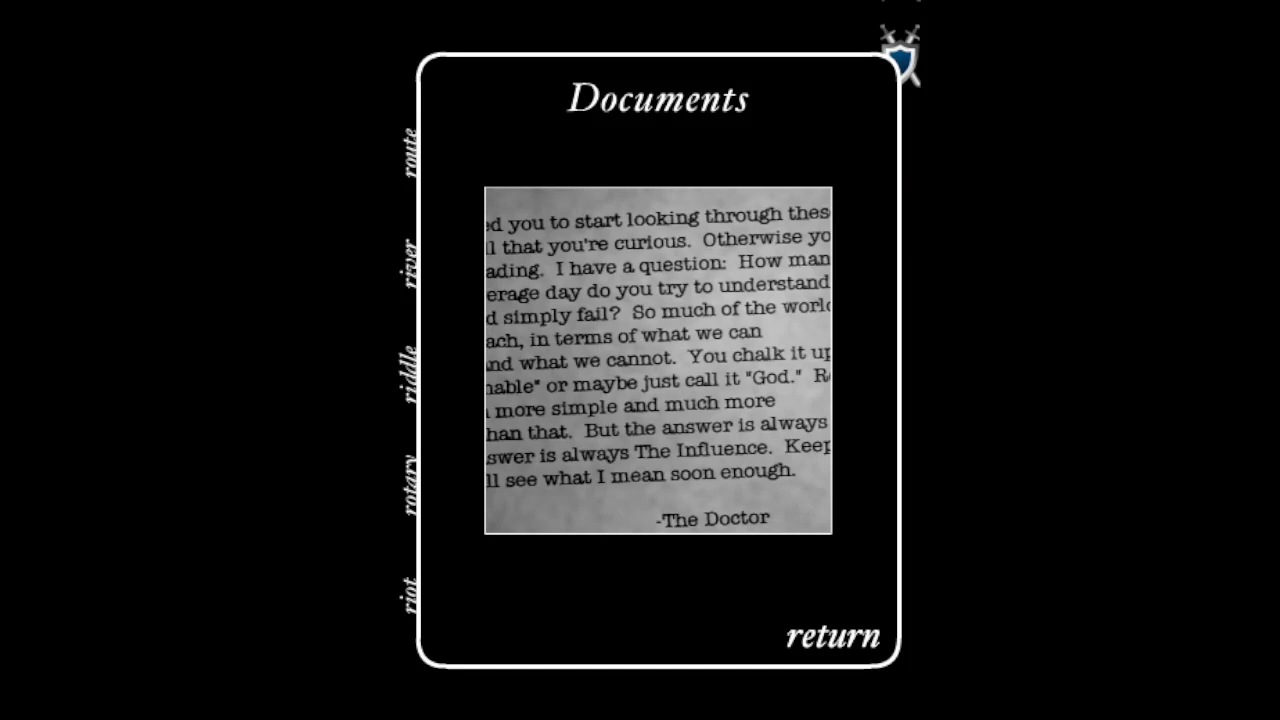 Documents
route
river
riddle
rotary
riot
ed you to start looking through thes
ll that you're curious. Otherwise yo
ading. I have a question: How man
erage day do you try to understand
d simply fail? So much of the world
ach, in terms of what we can
and what we cannot. You chalk it up
nable" or maybe just call it "God." R
more simple and much more
han that. But the answer is always
swer is always The Influence. Keep
ll see what I mean soon enough.
-The Doctor
return